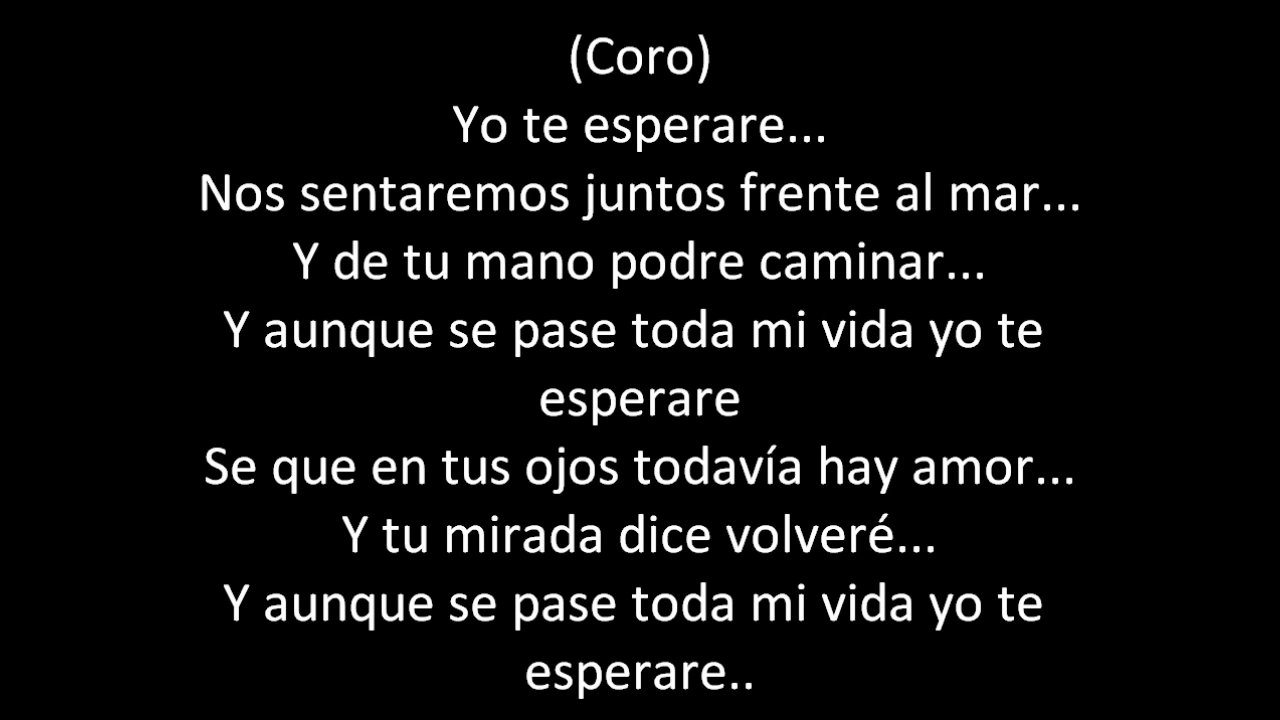 (Coro)
Yo te esperare...
Nos sentaremos juntos frente al mar...
Y de tu mano podre caminar...
Y aunque se pase toda mi vida yo te
esperare
Se que en tus ojos todavía hay amor...
Y tu mirada dice volveré...
Y aunque se pase toda mi vida yo te
esperare..